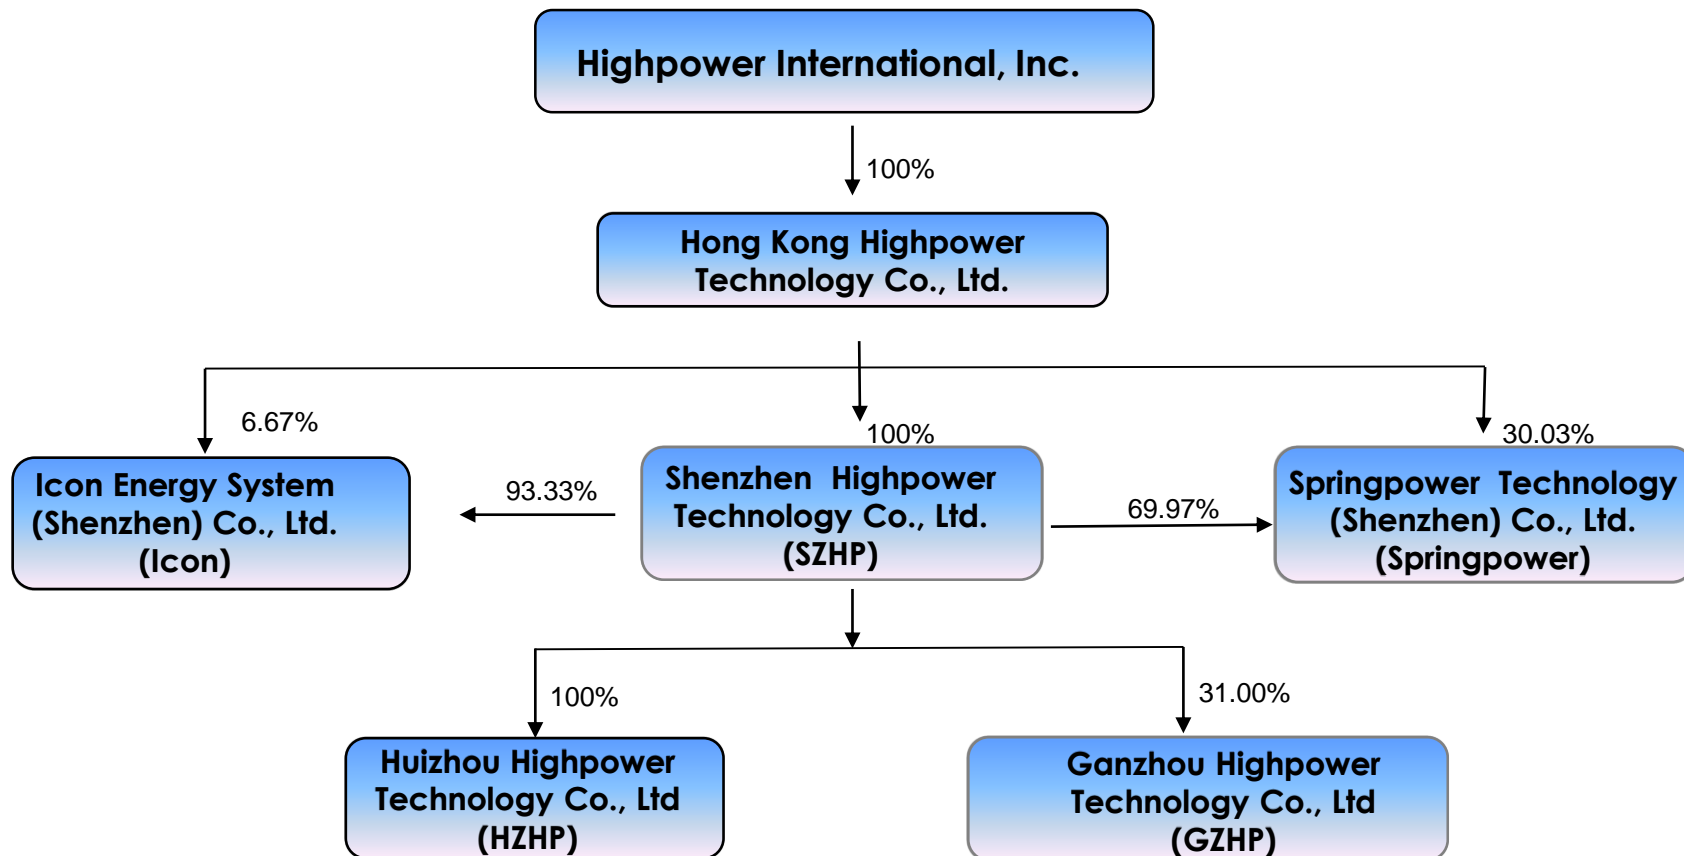 Highpower International, Inc.
100%
Hong Kong Highpower
Technology Co., Ltd.
6.67%
100%
30.03%
Icon Energy System
(Shenzhen) Co., Ltd.
(Icon)
93.33%
Shenzhen Highpower
Technology Co., Ltd.
(SZHP)
69.97%
Springpower Technology
(Shenzhen) Co., Ltd.
(Springpower)
100%
31.00%
Huizhou Highpower
Technology Co., Ltd
(HZHP)
Ganzhou Highpower
Technology Co., Ltd
(GZHP)